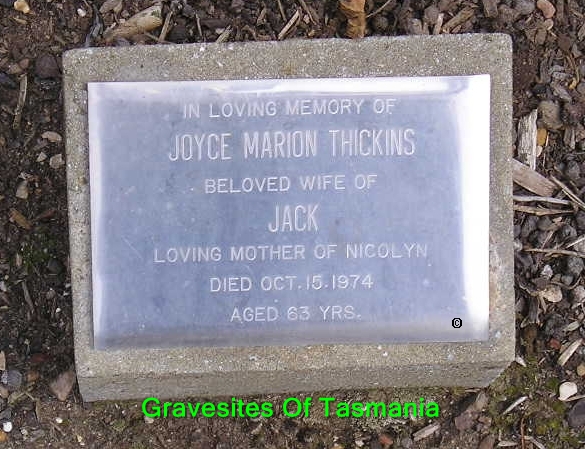 IN LOVING MEMORY OF
JOYCE MARION THICKINS
BELOVED WIFE OF
JACK
LOVING MOTHER OF NICOLYN
DIED OCT. 15. 1974
AGED 63 YRS.
©
Gravesites Of Tasmania